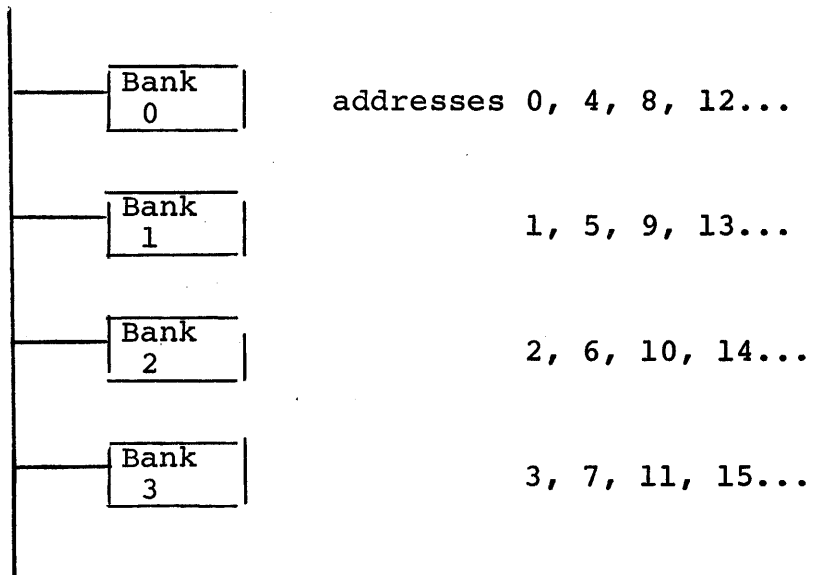 Bank
0
addresses 0, 4, 8, 12...
Bank
1
1, 5, 9, 13...
Bank
2
2, 6, 10, 14...
Bank
3
3, 7, 11, 15...